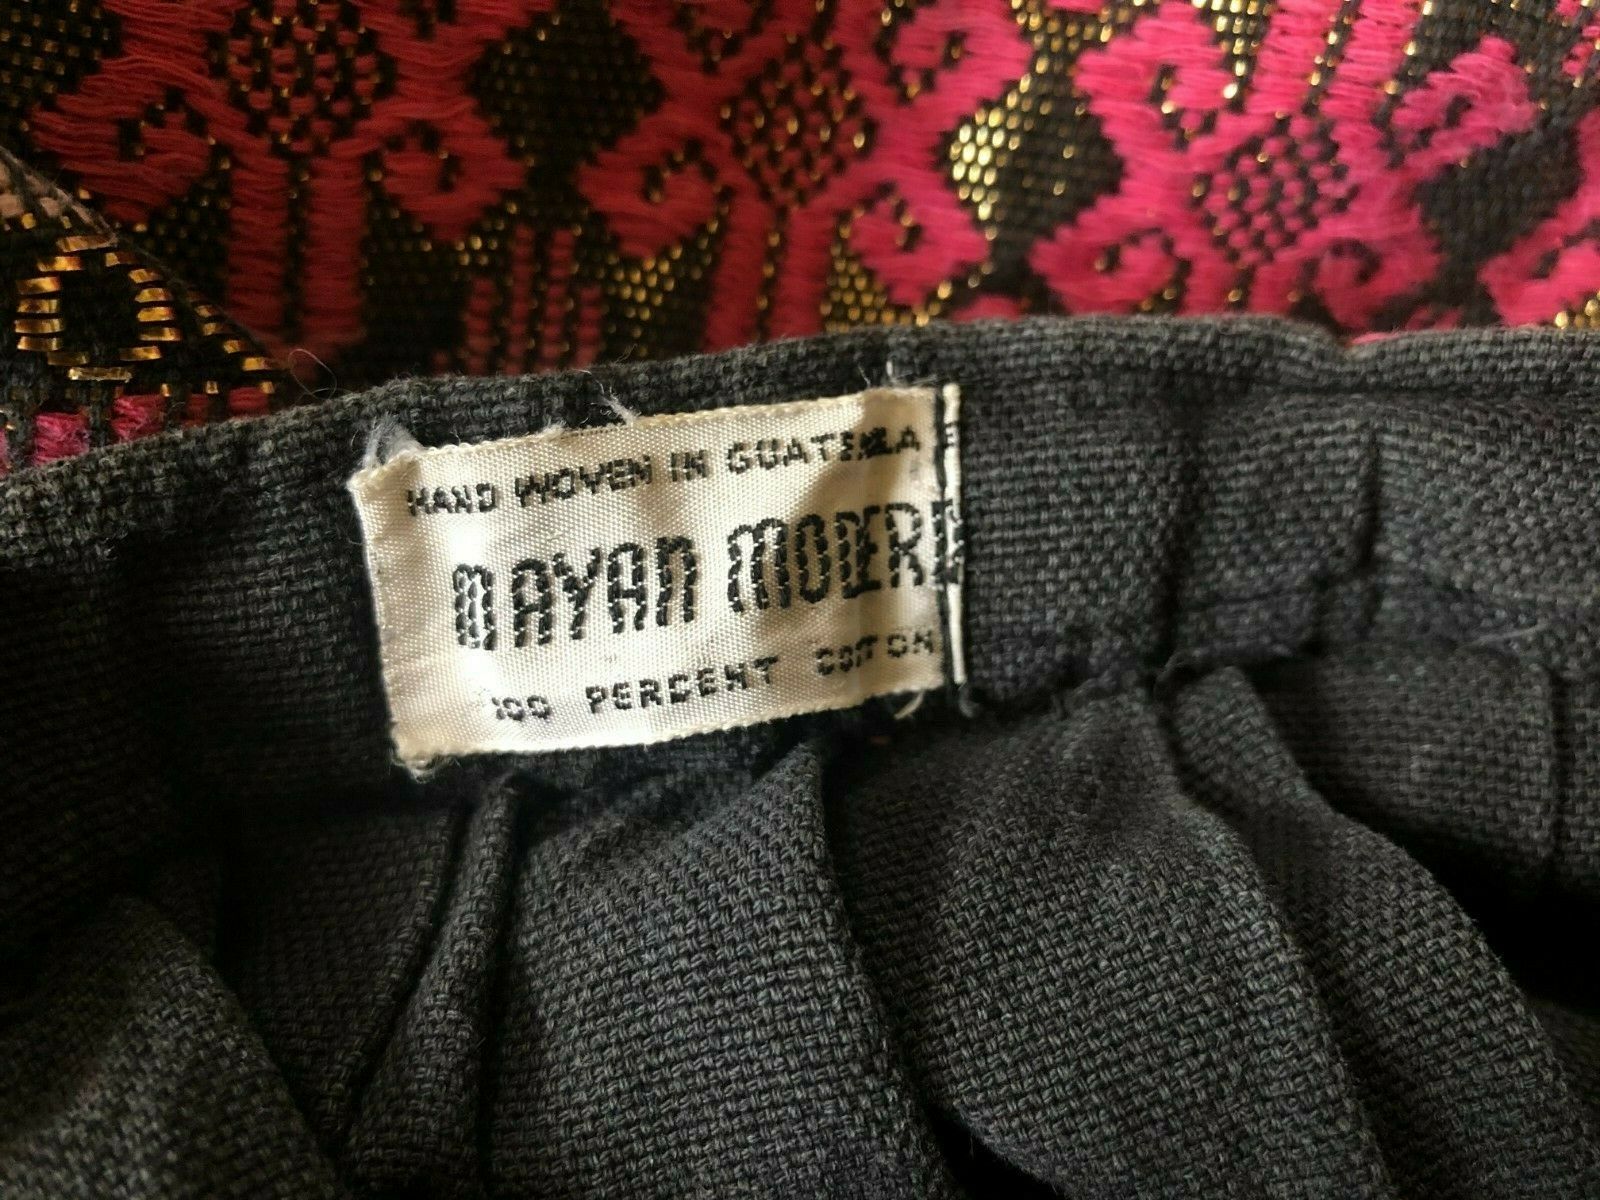 HAND WOVEN IN GUATEMALA
MAYAN MODERN
100 PERCENT COTTON